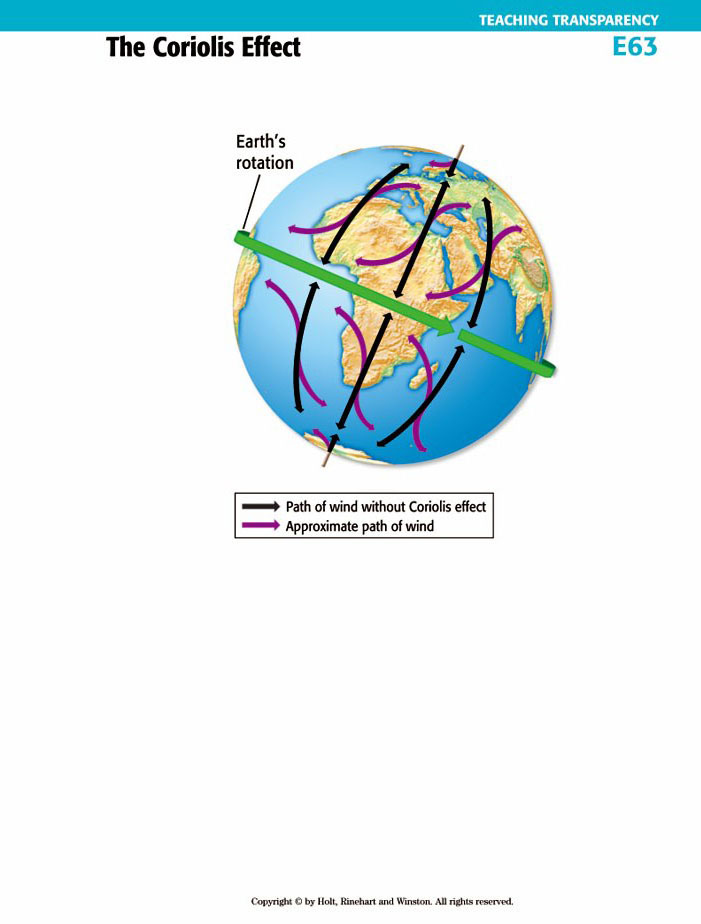 TEACHING TRANSPARENCY
The Coriolis Effect
E63
Earth's
rotation
Path of wind without Coriolis effect
Approximate path of wind
Copyright © by Holt, Rinehart and Winston. All rights reserved.